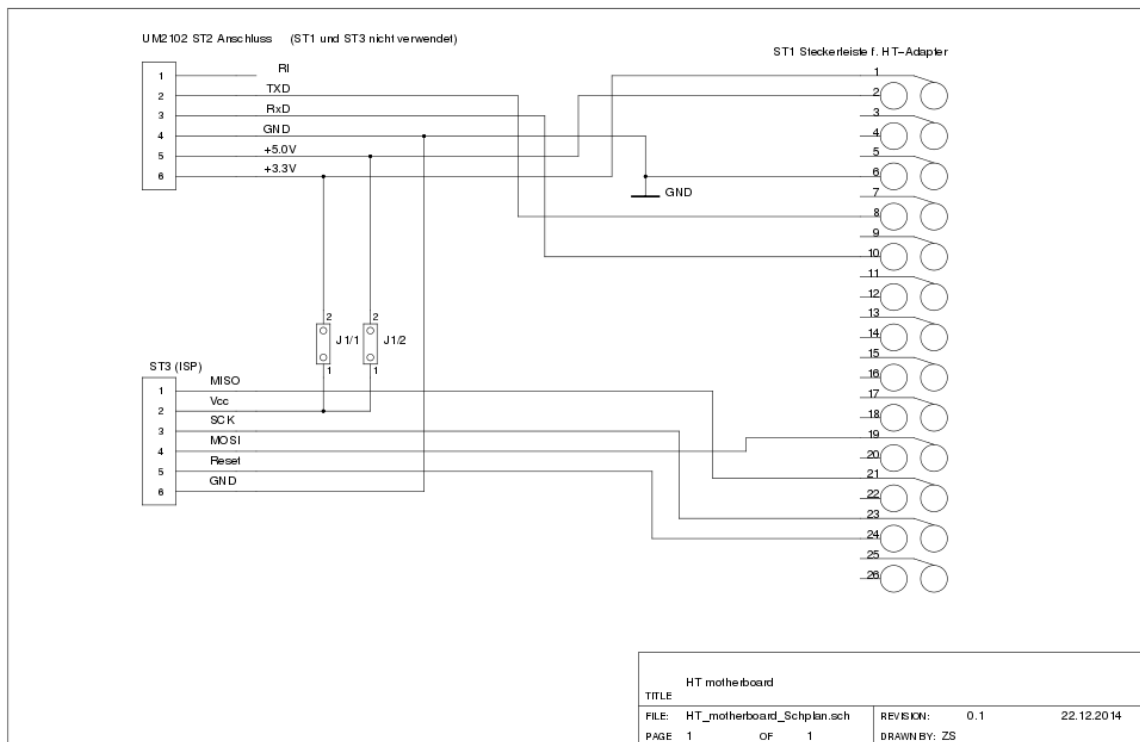 UM2102 ST2 Anschluss (ST1 und ST3 nicht verwendet)
1 RI
2 TXD
3 RxD
4 GND
5 +5.0V
6 +3.3V
GND
2 2
J1/1 J1/2
1 1
ST3 (ISP)
1 MISO
2 Vcc
3 SCK
4 MOSI
5 Reset
6 GND
ST1 Steckerleiste f. HT-Adapter
1
2
3
4
5
6
7
8
9
10
11
12
13
14
15
16
17
18
19
20
21
22
23
24
25
26
TITLE HT motherboard
FILE: HT_motherboard_Schplan.sch REVISION: 0.1 22.12.2014
PAGE 1 OF 1 DRAWN BY: ZS